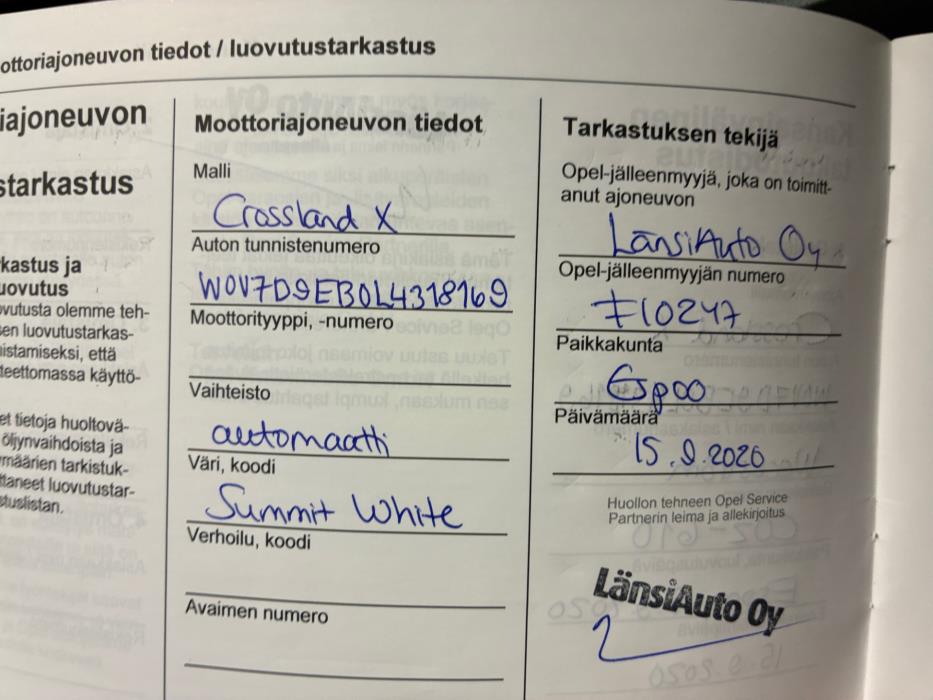 ottoriajoneuvon tiedot / luovutustarkastus
iajoneuvon
starkastus
kastus ja
uovutus
vutusta olemme teh-
sen luovutustarkas-
istamiseksi, että
teettomassa käyttö-
et tietoja huoltovä-
öljynvaihdoista ja
määrien tarkistuk-
ttaneet luovutustar-
stuslistan.
Moottoriajoneuvon tiedot
Malli
Crossland X
Auton tunnistenumero
W0V7D9EB0L4318169
Moottorityyppi, -numero
Vaihteisto
automaatti
Väri, koodi
Summit White
Verhoilu, koodi
Avaimen numero
Tarkastuksen tekijä
Opel-jälleenmyyjä, joka on toimitt-
anut ajoneuvon
LänsiAuto Oy
Opel-jälleenmyyjän numero
F10247
Paikkakunta
Espoo
Päivämäärä
15.9.2020
Huollon tehneen Opel Service
Partnerin leima ja allekirjoitus
LänsiAuto Oy